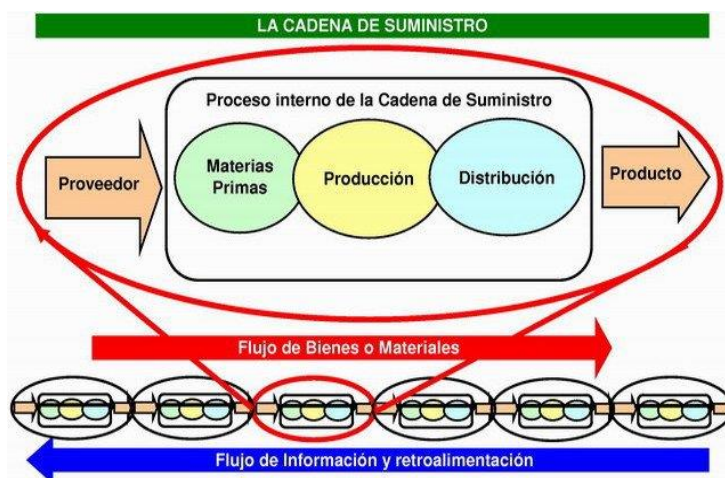 LA CADENA DE SUMINISTRO
Proceso interno de la Cadena de Suministro
Proveedor
Materias
Primas
Producción
Distribución
Producto
Flujo de Bienes o Materiales
Flujo de Información y retroalimentación